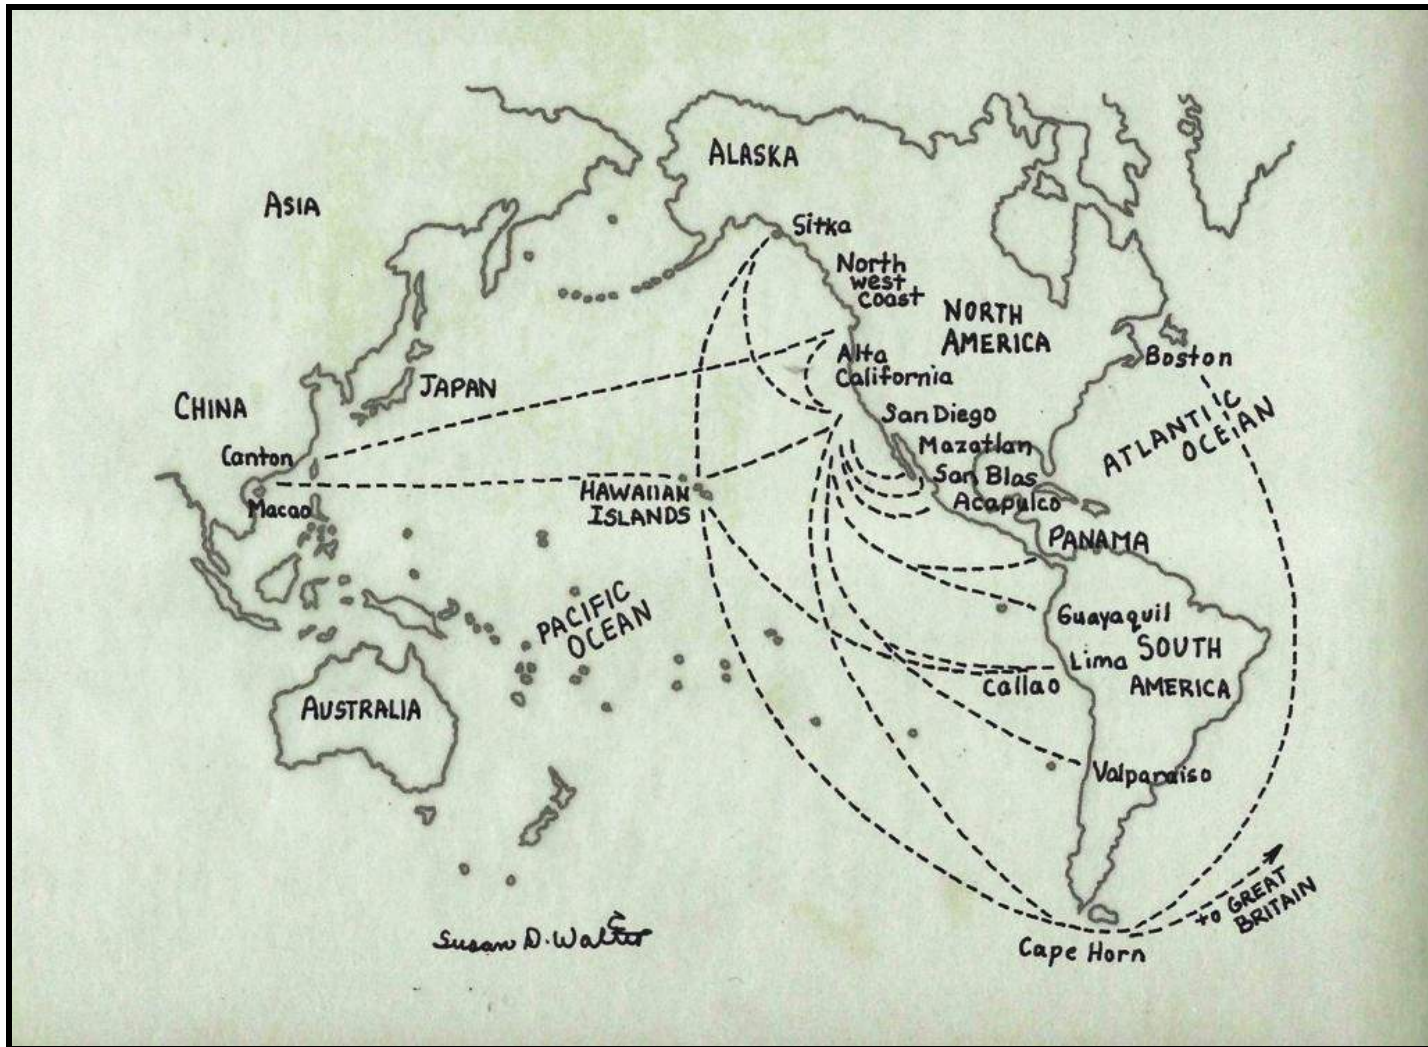 ALASKA
ASIA
Sitka
North
west
Coast
NORTH
AMERICA
Alta
California
Boston
JAPAN
CHINA
San Diego
ATLANTIC
OCEAN
Mazatlan
Canton
San Blas
HAWAIIAN
ISLANDS
Acapulco
Macao
PANAMA
PACIFIC
OCEAN
Guayaquil
Lima
SOUTH
AMERICA
Callao
AUSTRALIA
Valparaiso
to GREAT
BRITAIN
Susan D. Walter
Cape Horn